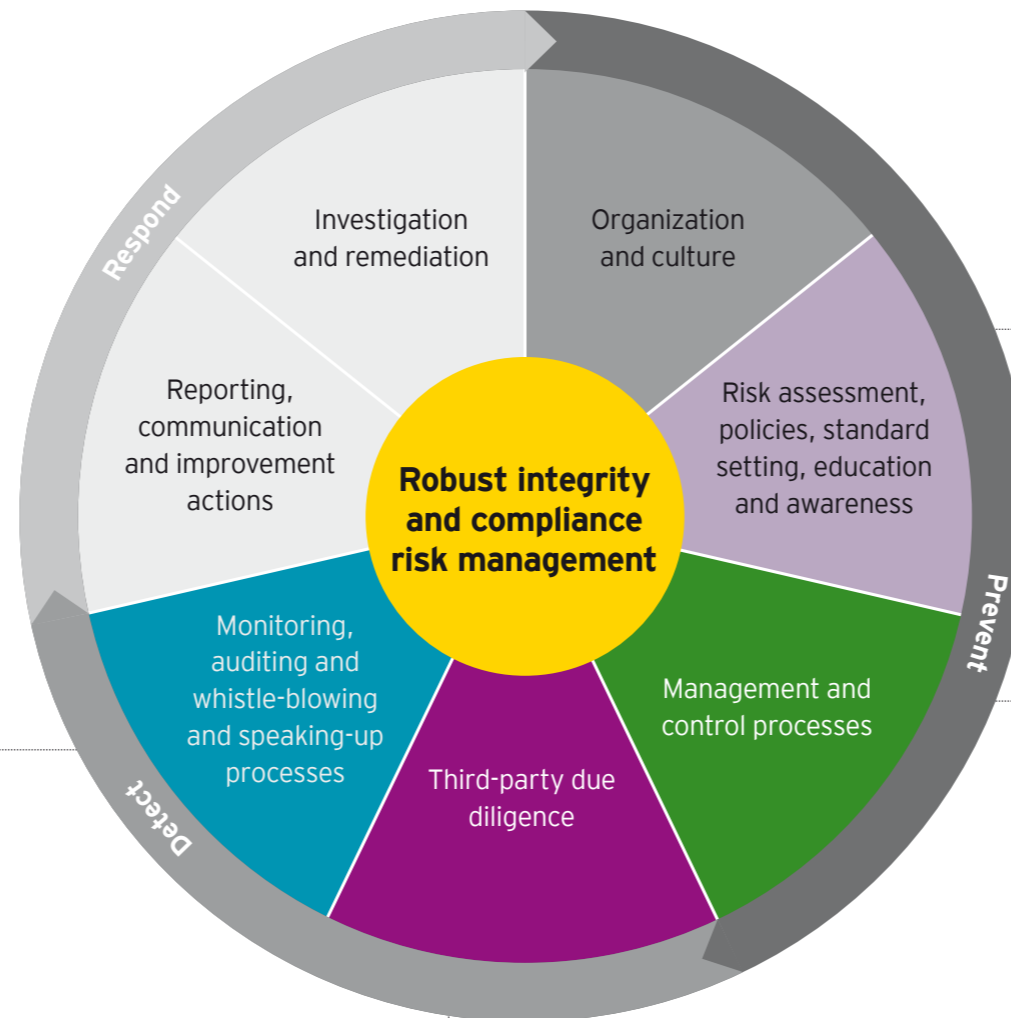 Respond
Prevent
Detect
Investigation
and remediation
Organization
and culture
Risk assessment,
policies, standard
setting, education
and awareness
Management and
control processes
Third-party due
diligence
Monitoring,
auditing and
whistle-blowing
and speaking-up
processes
Reporting,
communication
and improvement
actions
Robust integrity
and compliance
risk management